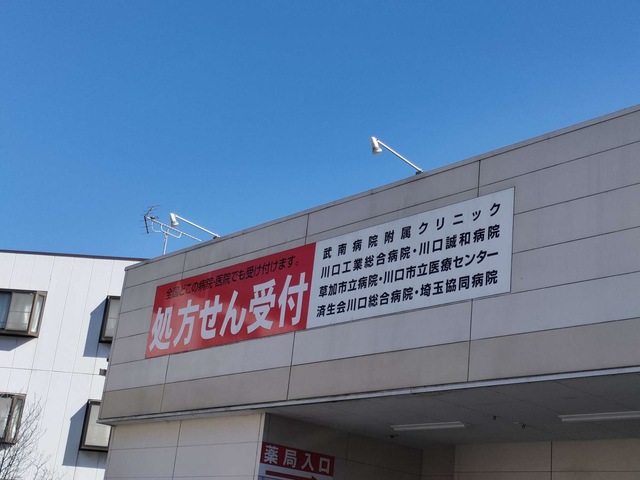 全国どこの病院・医院でも受け付けます。
処方せん受付
武南病院附属クリニック
川口工業総合病院・川口誠和病院
草加市立病院・川口市立医療センター
済生会川口総合病院・埼玉協同病院
薬局入口